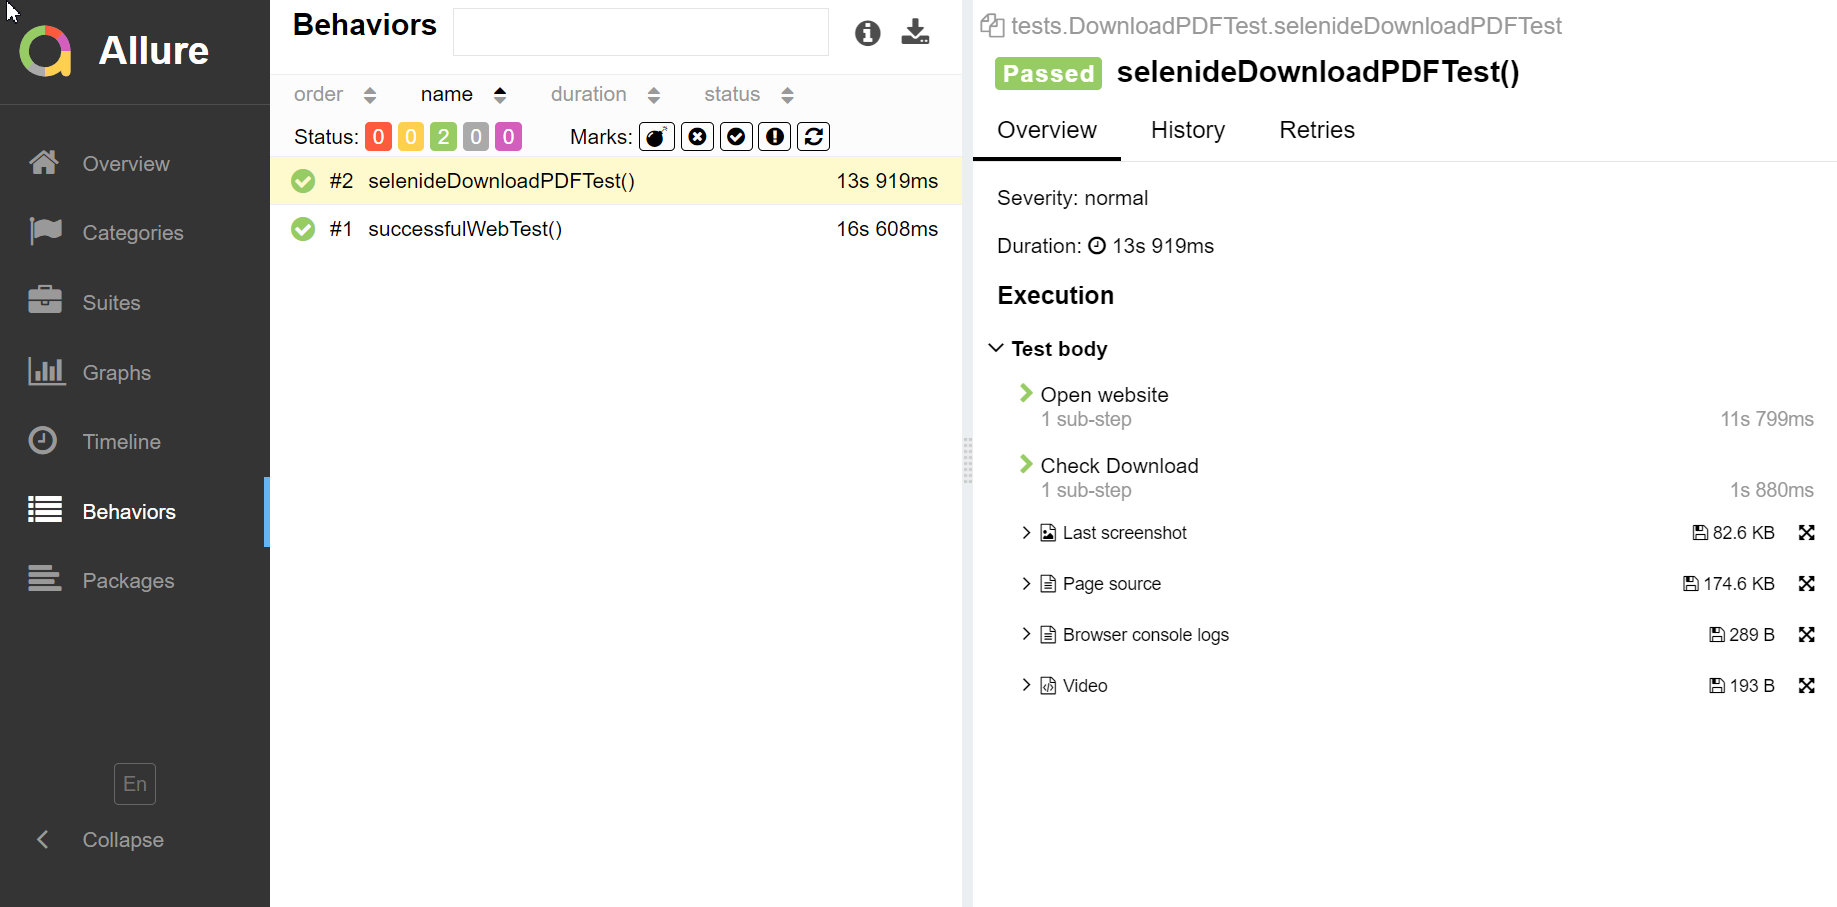 Allure
Overview
Categories
Suites
Graphs
Timeline
Behaviors
Packages
En
Collapse
Behaviors
order name duration status
Status: 0 0 2 0 0 Marks:
#2 selenideDownloadPDFTest() 13s 919ms
#1 successfulWebTest() 16s 608ms
tests.DownloadPDFTest.selenideDownloadPDFTest
Passed selenideDownloadPDFTest()
Overview History Retries
Severity: normal
Duration: 13s 919ms
Execution
Test body
Open website
1 sub-step 11s 799ms
Check Download
1 sub-step 1s 880ms
Last screenshot 82.6 KB
Page source 174.6 KB
Browser console logs 289 B
Video 193 B